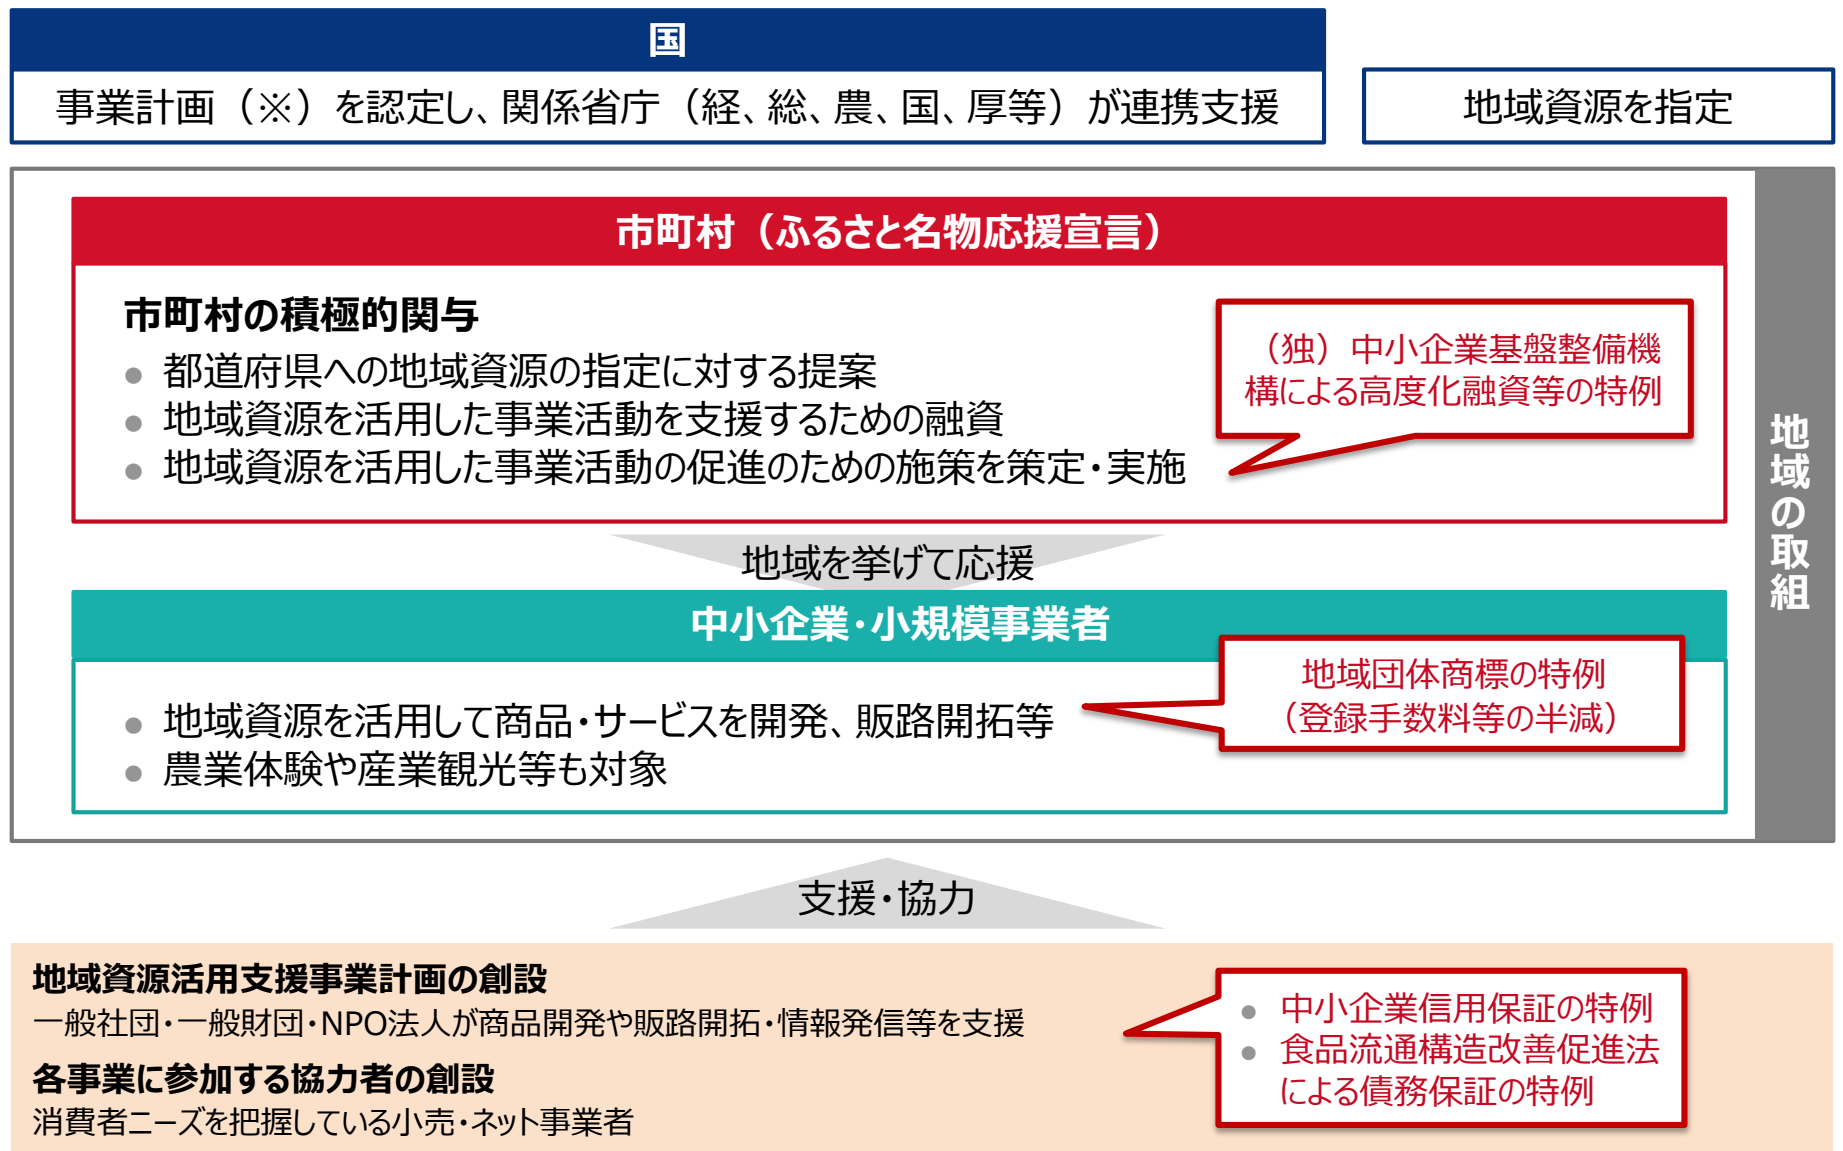 国
事業計画（※）を認定し、関係省庁（経、総、農、国、厚等）が連携支援
地域資源を指定
市町村（ふるさと名物応援宣言）
市町村の積極的関与
● 都道府県への地域資源の指定に対する提案
● 地域資源を活用した事業活動を支援するための融資
● 地域資源を活用した事業活動の促進のための施策を策定・実施
（独）中小企業基盤整備機
構による高度化融資等の特例
地域の取組
地域を挙げて応援
中小企業・小規模事業者
● 地域資源を活用して商品・サービスを開発、販路開拓等
● 農業体験や産業観光等も対象
地域団体商標の特例
（登録手数料等の半減）
支援・協力
地域資源活用支援事業計画の創設
一般社団・一般財団・NPO法人が商品開発や販路開拓・情報発信等を支援
各事業に参加する協力者の創設
消費者ニーズを把握している小売・ネット事業者
● 中小企業信用保証の特例
● 食品流通構造改善促進法
による債務保証の特例